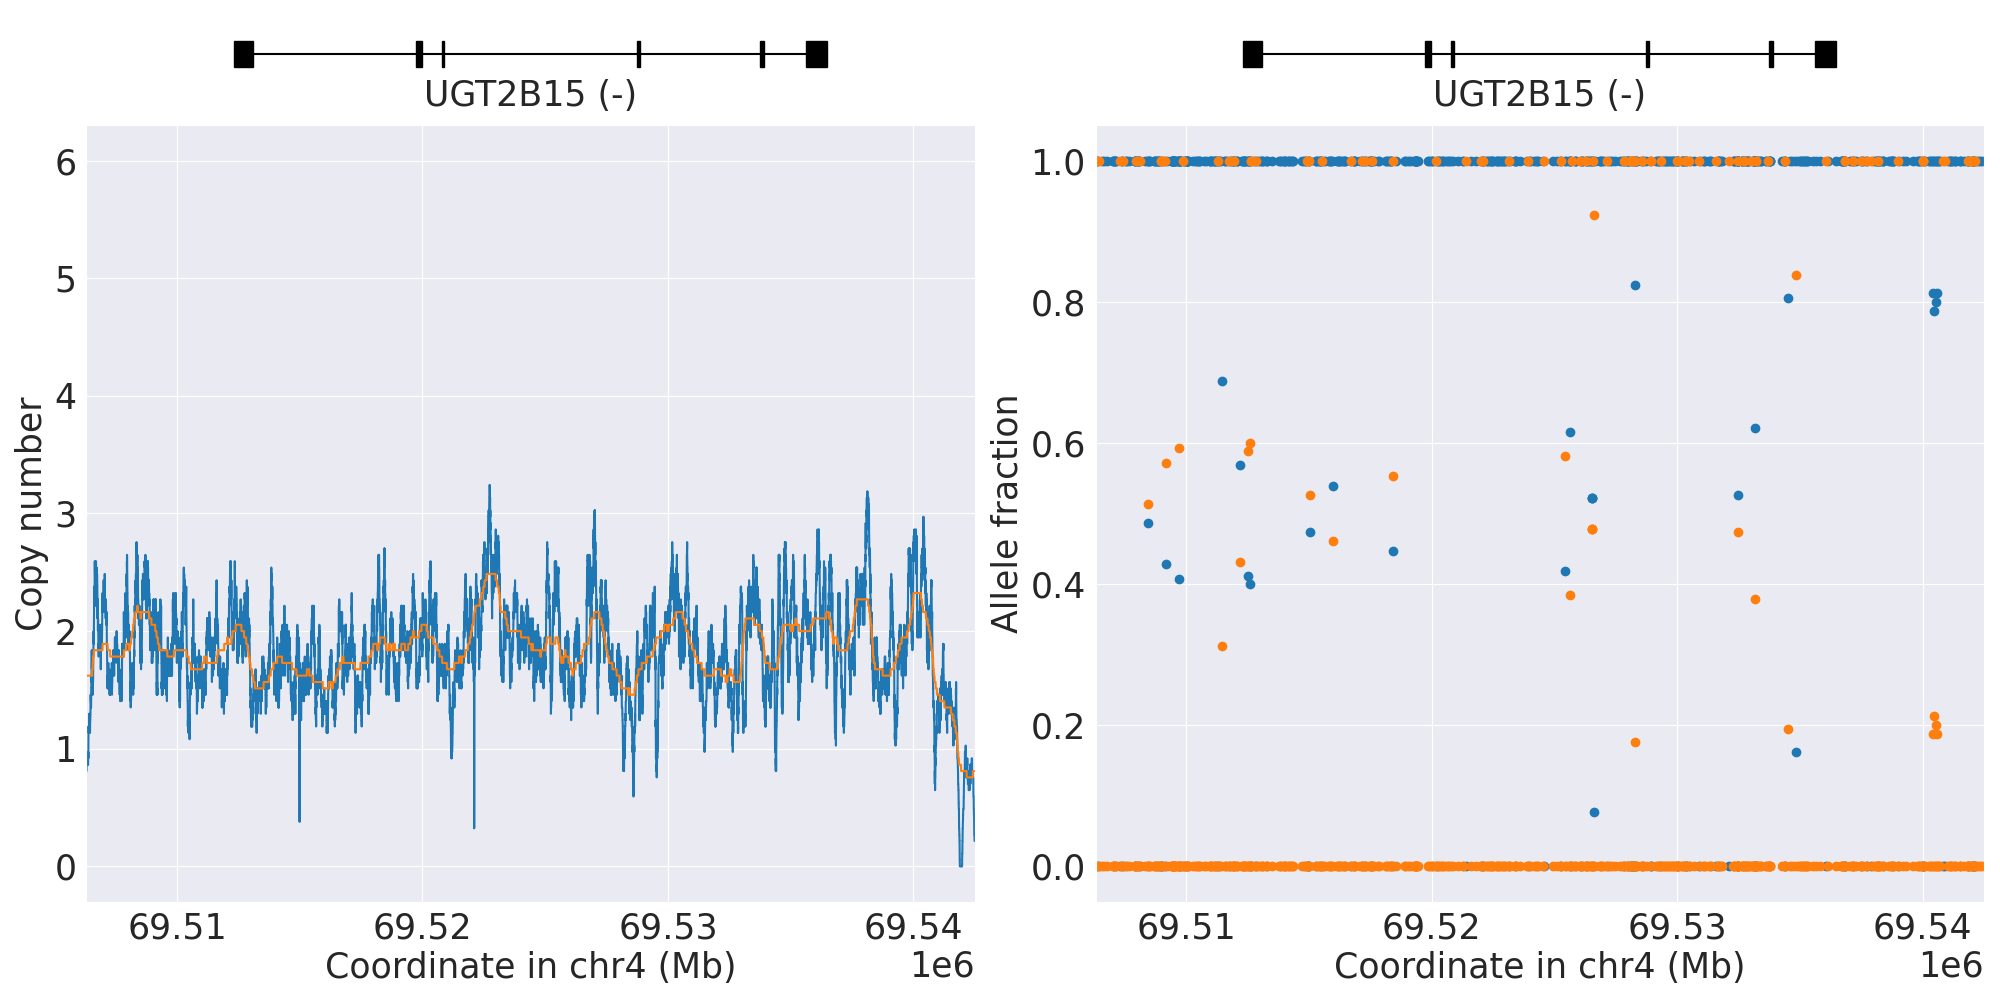 UGT2B15 (-)
6
5
4
3
2
1
0
Copy number
69.51 69.52 69.53 69.54
Coordinate in chr4 (Mb)
1e6
UGT2B15 (-)
1.0
0.8
0.6
0.4
0.2
0.0
Allele fraction
69.51 69.52 69.53 69.54
Coordinate in chr4 (Mb)
1e6